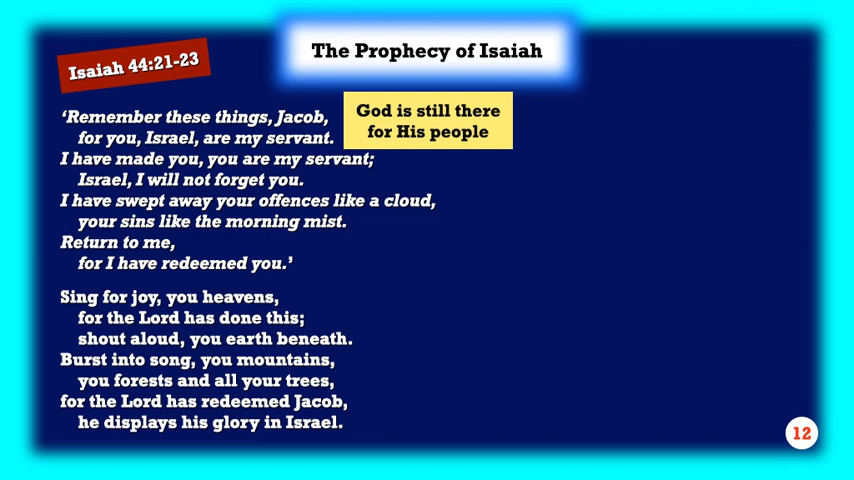 The Prophecy of Isaiah
Isaiah 44:21-23
God is still there
for His people
‘Remember these things, Jacob,
for you, Israel, are my servant.
I have made you, you are my servant;
Israel, I will not forget you.
I have swept away your offences like a cloud,
your sins like the morning mist.
Return to me,
for I have redeemed you.’
Sing for joy, you heavens,
for the Lord has done this;
shout aloud, you earth beneath.
Burst into song, you mountains,
you forests and all your trees,
for the Lord has redeemed Jacob,
he displays his glory in Israel.
12